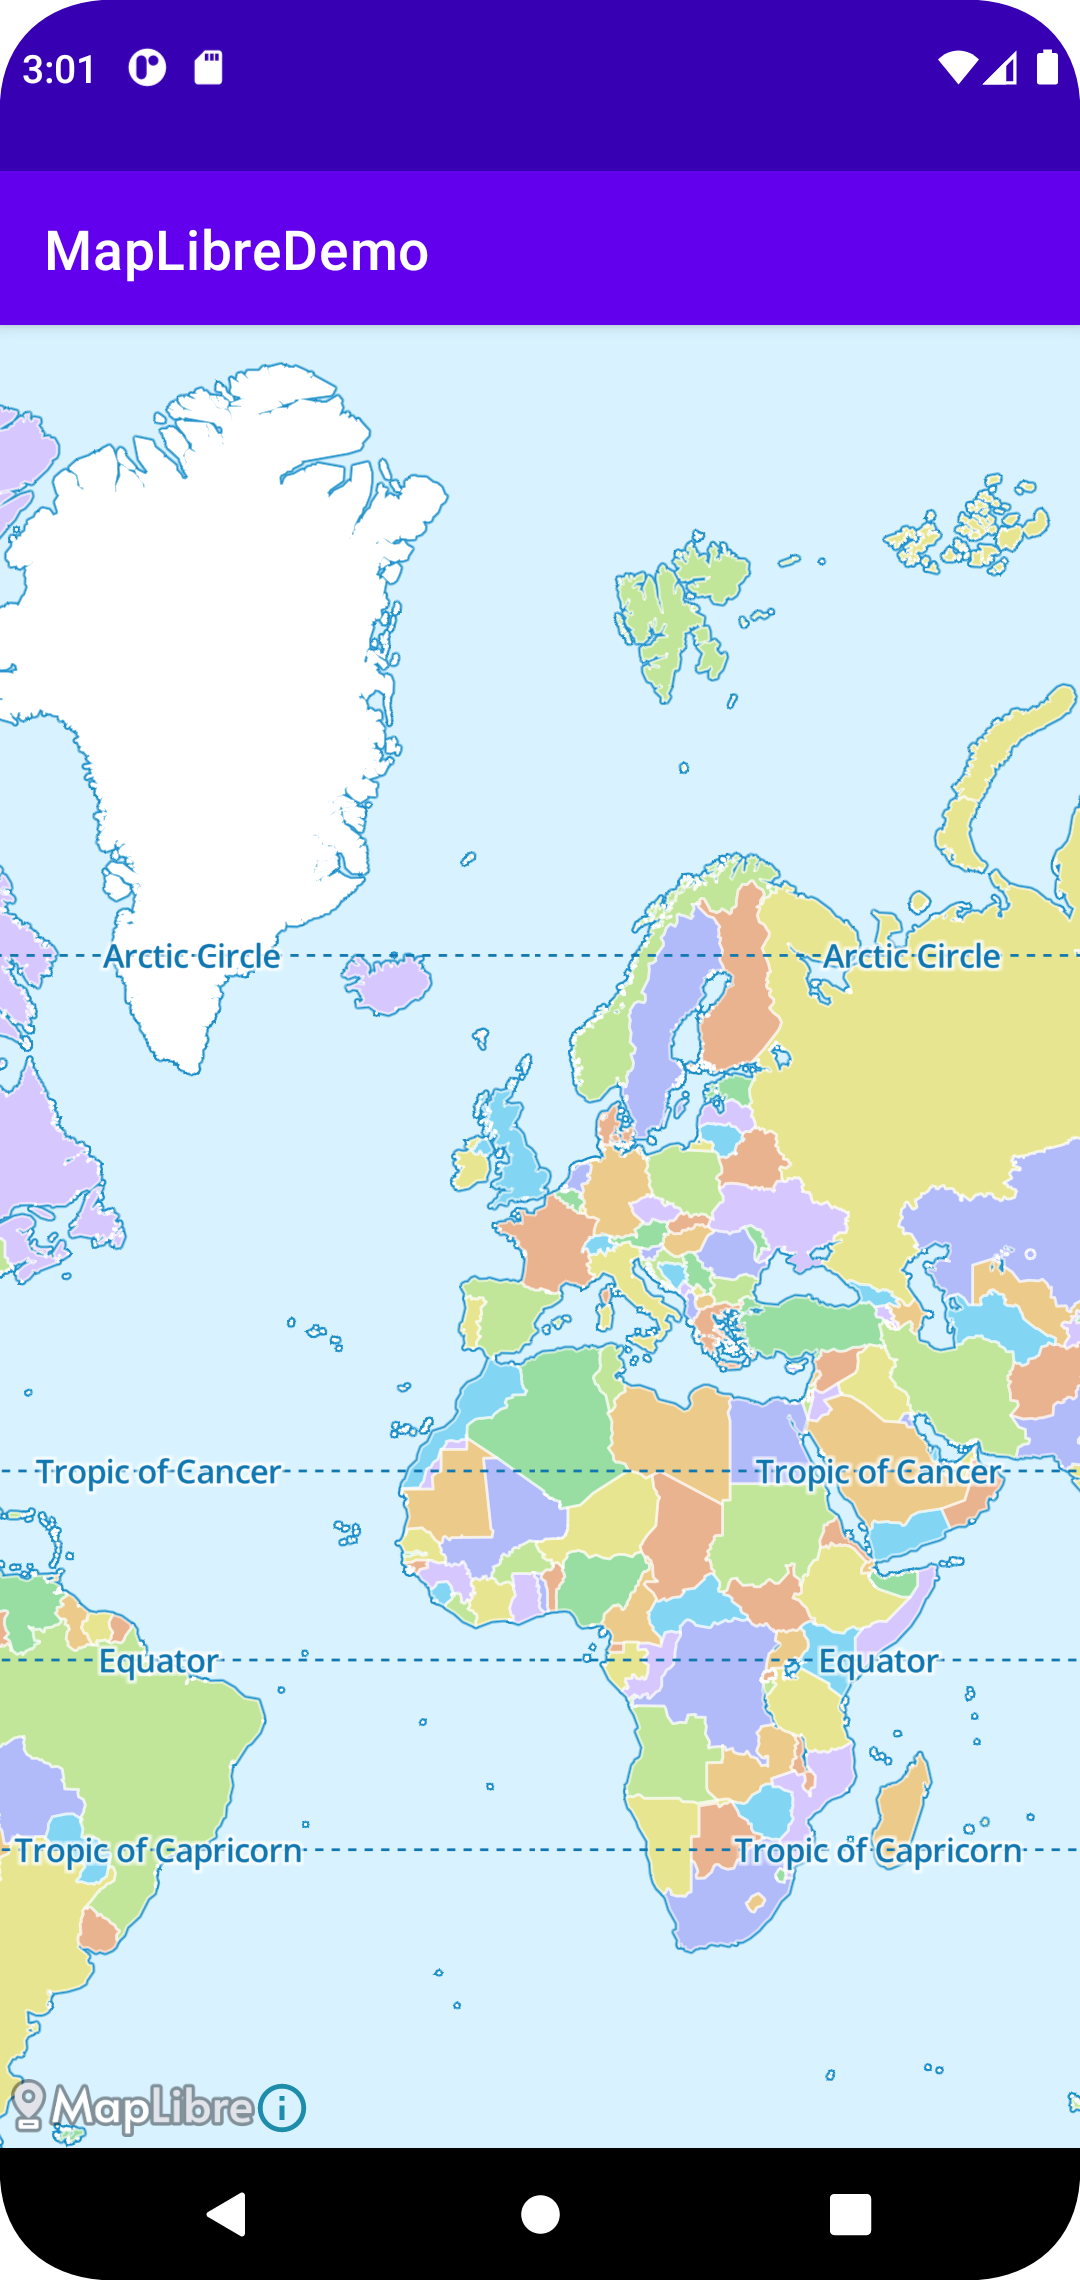 3:01
MapLibreDemo
Arctic Circle Arctic Circle
Tropic of Cancer Tropic of Cancer
Equator Equator
Tropic of Capricorn Tropic of Capricorn
MapLibre i